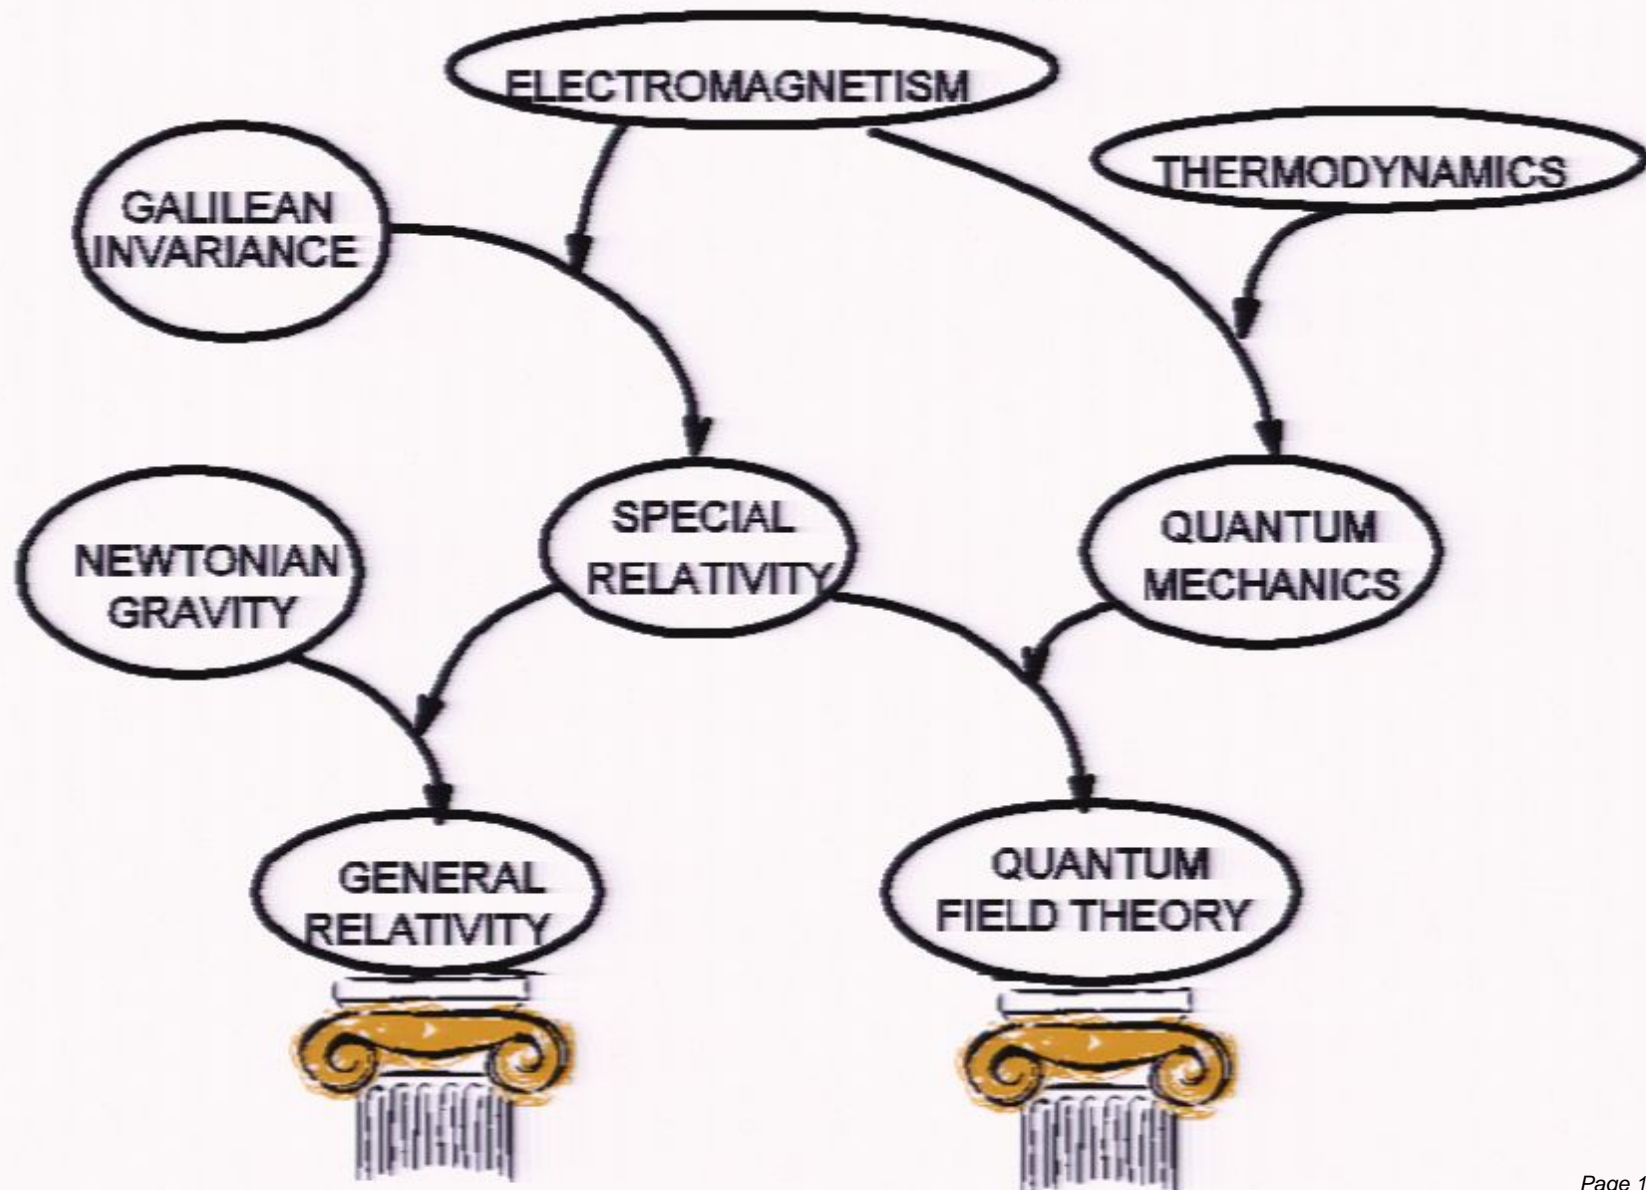 ELECTROMAGNETISM
THERMODYNAMICS
GALILEAN
INVARIANCE
SPECIAL
RELATIVITY
QUANTUM
MECHANICS
NEWTONIAN
GRAVITY
GENERAL
RELATIVITY
QUANTUM
FIELD THEORY
Page 1